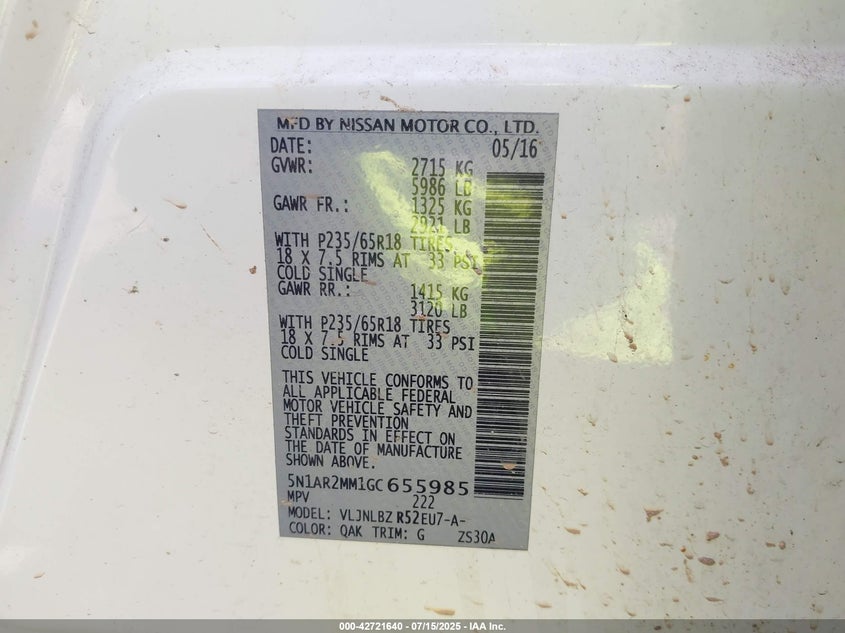 MFD BY NISSAN MOTOR CO., LTD.
DATE: 05/16
GVWR: 2715 KG
5986 LB
GAWR FR.: 1325 KG
2921 LB
WITH P235/65R18 TIRES
18 X 7.5 RIMS AT 33 PSI
COLD SINGLE
GAWR RR.: 1415 KG
3120 LB
WITH P235/65R18 TIRES
18 X 7.5 RIMS AT 33 PSI
COLD SINGLE
THIS VEHICLE CONFORMS TO
ALL APPLICABLE FEDERAL
MOTOR VEHICLE SAFETY AND
THEFT PREVENTION
STANDARDS IN EFFECT ON
THE DATE OF MANUFACTURE
SHOWN ABOVE.
5N1AR2MM1GC655985
MPV 222
MODEL: VLJNLBZ R52EU7-A-
COLOR: QAK TRIM: G ZS30A
000-42721640 - 07/15/2025 - IAA Inc.